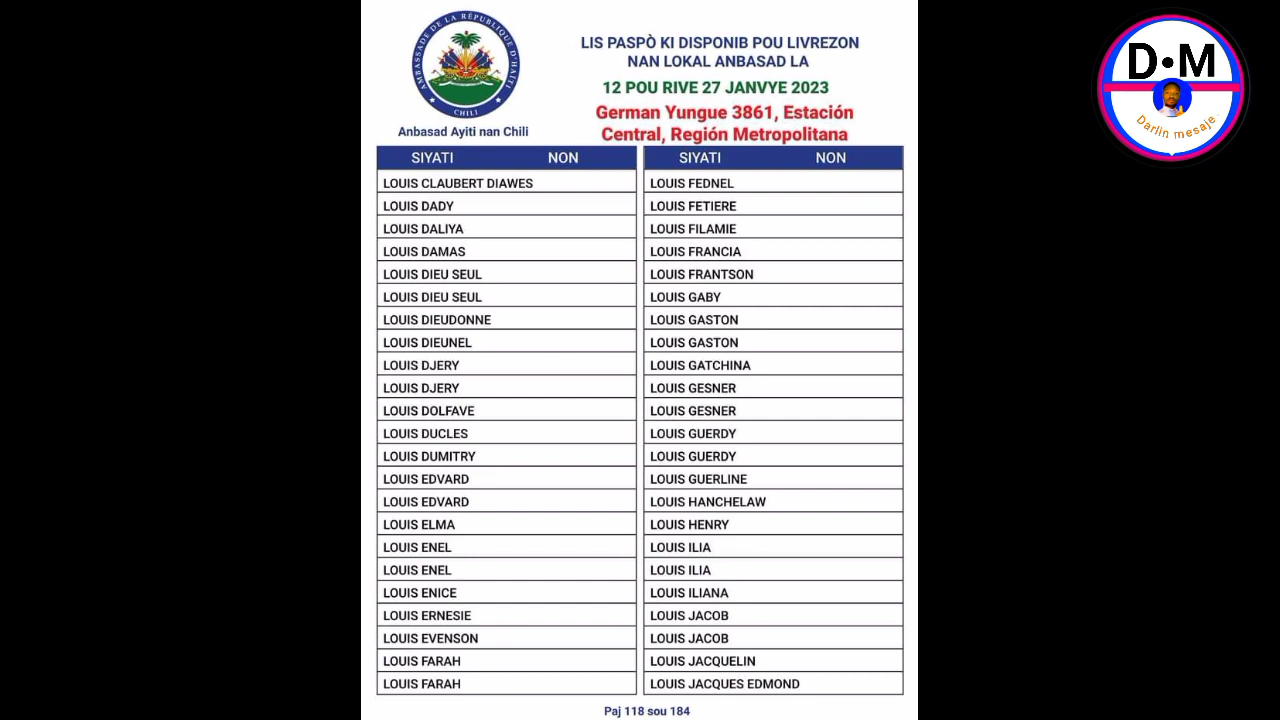 AMBASSADE DE LA RÉPUBLIQUE D'HAÏTI
CHILI
Anbasad Ayiti nan Chili
LIS PASPÒ KI DISPONIB POU LIVREZON
NAN LOKAL ANBASAD LA
12 POU RIVE 27 JANVYE 2023
German Yungue 3861, Estación
Central, Región Metropolitana
D•M
Darlin mesaje
SIYATI NON
LOUIS CLAUBERT DIAWES
LOUIS DADY
LOUIS DALIYA
LOUIS DAMAS
LOUIS DIEU SEUL
LOUIS DIEU SEUL
LOUIS DIEUDONNE
LOUIS DIEUNEL
LOUIS DJERY
LOUIS DJERY
LOUIS DOLFAVE
LOUIS DUCLES
LOUIS DUMITRY
LOUIS EDVARD
LOUIS EDVARD
LOUIS ELMA
LOUIS ENEL
LOUIS ENEL
LOUIS ENICE
LOUIS ERNESIE
LOUIS EVENSON
LOUIS FARAH
LOUIS FARAH
SIYATI NON
LOUIS FEDNEL
LOUIS FETIERE
LOUIS FILAMIE
LOUIS FRANCIA
LOUIS FRANTSON
LOUIS GABY
LOUIS GASTON
LOUIS GASTON
LOUIS GATCHINA
LOUIS GESNER
LOUIS GESNER
LOUIS GUERDY
LOUIS GUERDY
LOUIS GUERLINE
LOUIS HANCHELAW
LOUIS HENRY
LOUIS ILIA
LOUIS ILIA
LOUIS ILIANA
LOUIS JACOB
LOUIS JACOB
LOUIS JACQUELIN
LOUIS JACQUES EDMOND
Paj 118 sou 184